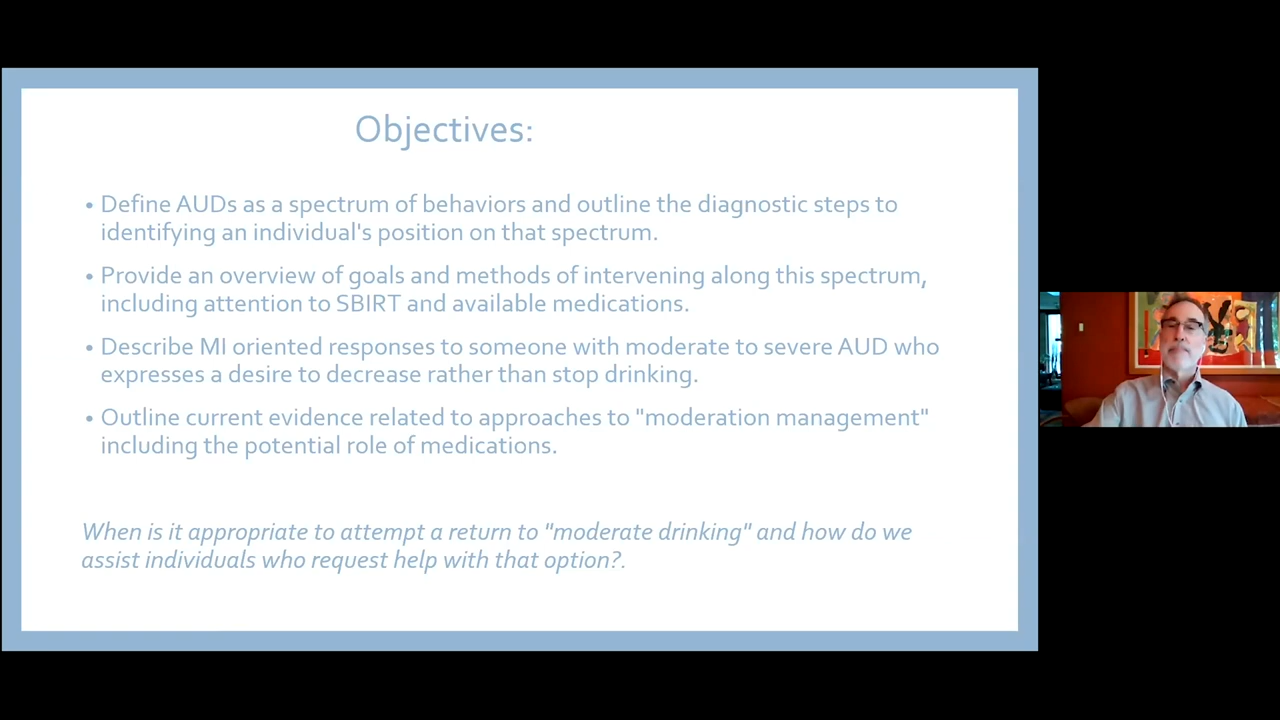 Objectives:
• Define AUDs as a spectrum of behaviors and outline the diagnostic steps to
identifying an individual's position on that spectrum.
• Provide an overview of goals and methods of intervening along this spectrum,
including attention to SBIRT and available medications.
• Describe MI oriented responses to someone with moderate to severe AUD who
expresses a desire to decrease rather than stop drinking.
• Outline current evidence related to approaches to "moderation management"
including the potential role of medications.
When is it appropriate to attempt a return to "moderate drinking" and how do we
assist individuals who request help with that option?.